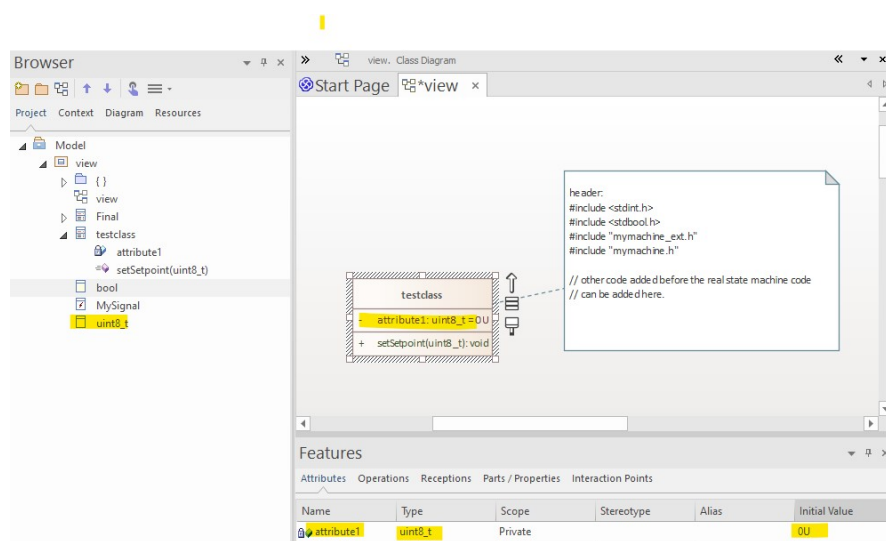 Browser
view. Class Diagram
Start Page *view ×
Project Context Diagram Resources
Model
view
{ }
view
Final
testclass
attribute1
setSetpoint(uint8_t)
bool
MySignal
uint8_t
header:
#include <stdint.h>
#include <stdbool.h>
#include "mymachine_ext.h"
#include "mymachine.h"
// other code added before the real state machine code
// can be added here.
testclass
- attribute1: uint8_t = 0U
+ setSetpoint(uint8_t): void
Features
Attributes Operations Receptions Parts / Properties Interaction Points
Name Type Scope Stereotype Alias Initial Value
attribute1 uint8_t Private 0U